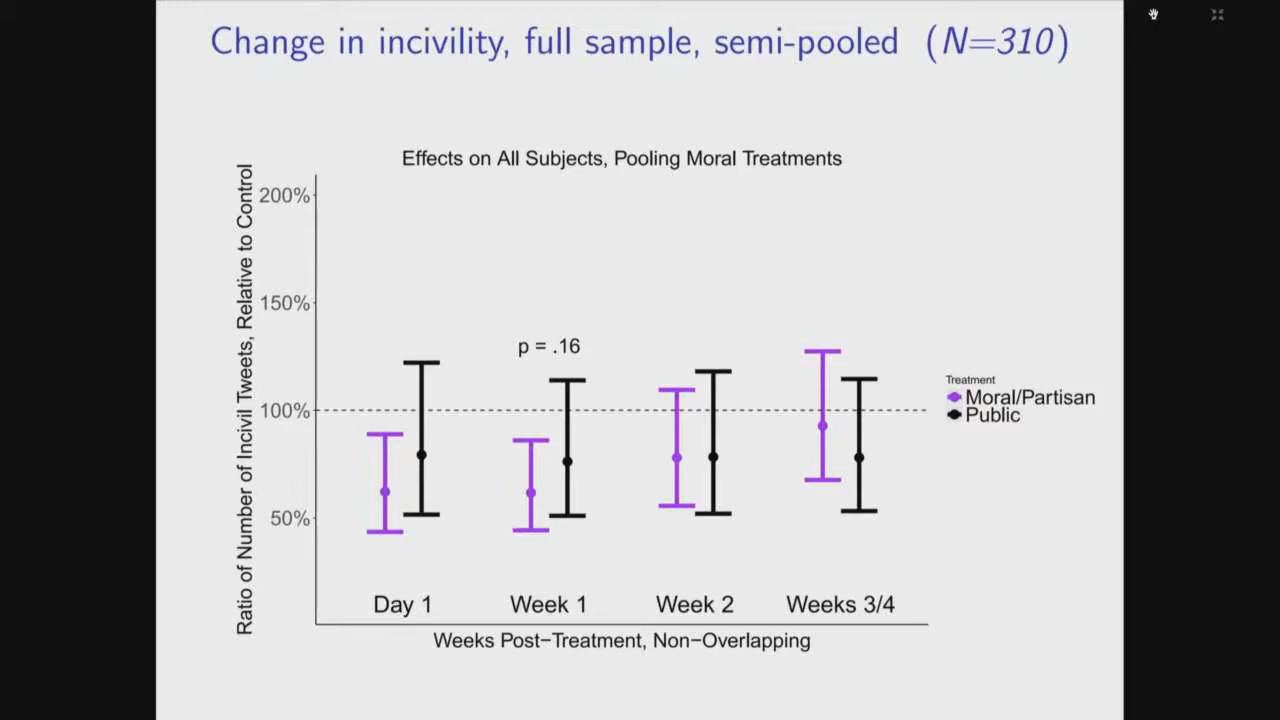 Change in incivility, full sample, semi-pooled (N=310)
Effects on All Subjects, Pooling Moral Treatments
Ratio of Number of Incivil Tweets, Relative to Control
200%
150%
100%
50%
p = .16
Treatment
Moral/Partisan
Public
Day 1
Week 1
Week 2
Weeks 3/4
Weeks Post−Treatment, Non−Overlapping